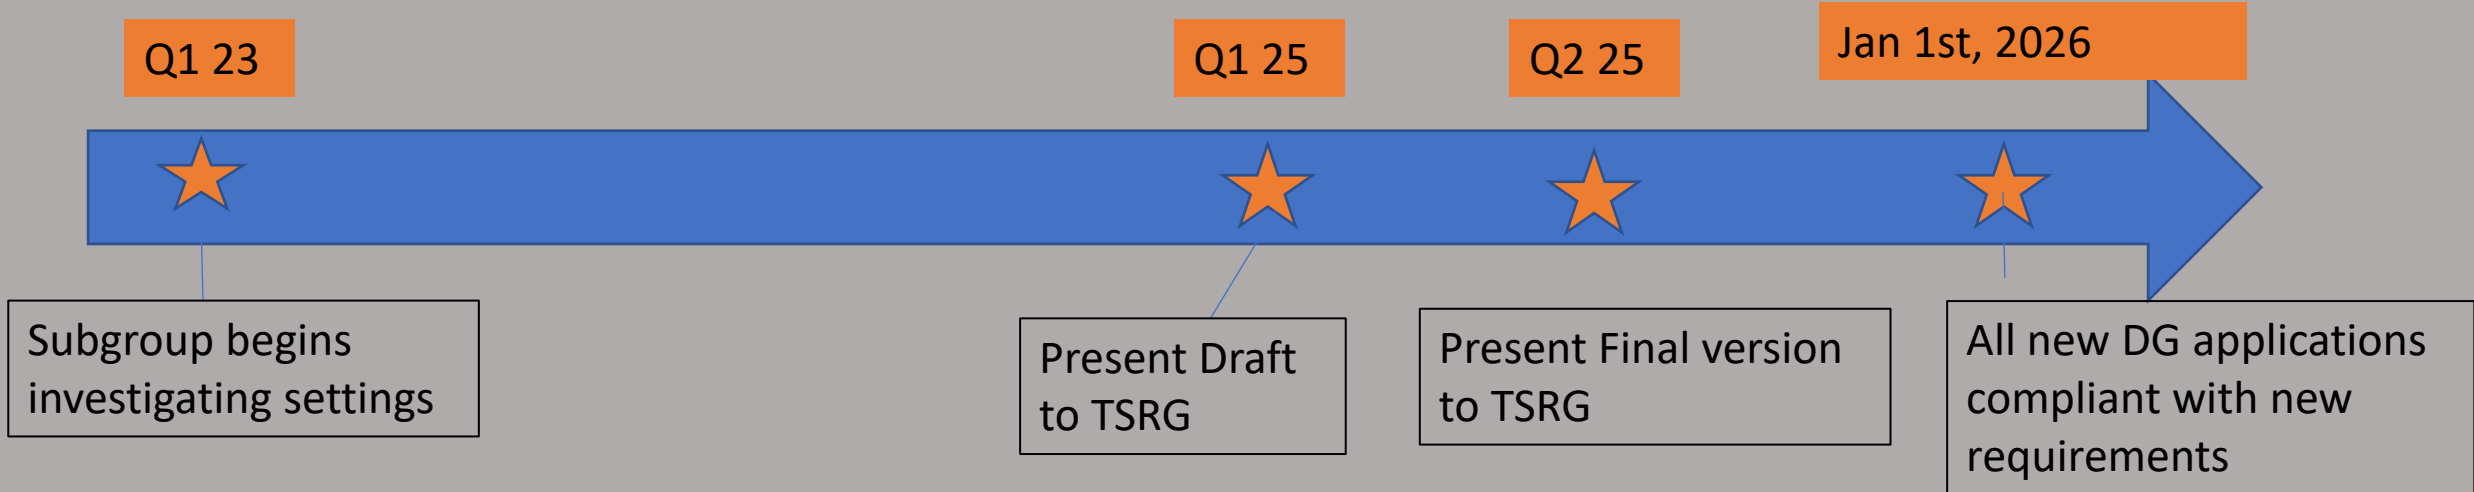 Q1 23
Q1 25
Q2 25
Jan 1st, 2026
Subgroup begins
investigating settings
Present Draft
to TSRG
Present Final version
to TSRG
All new DG applications
compliant with new
requirements